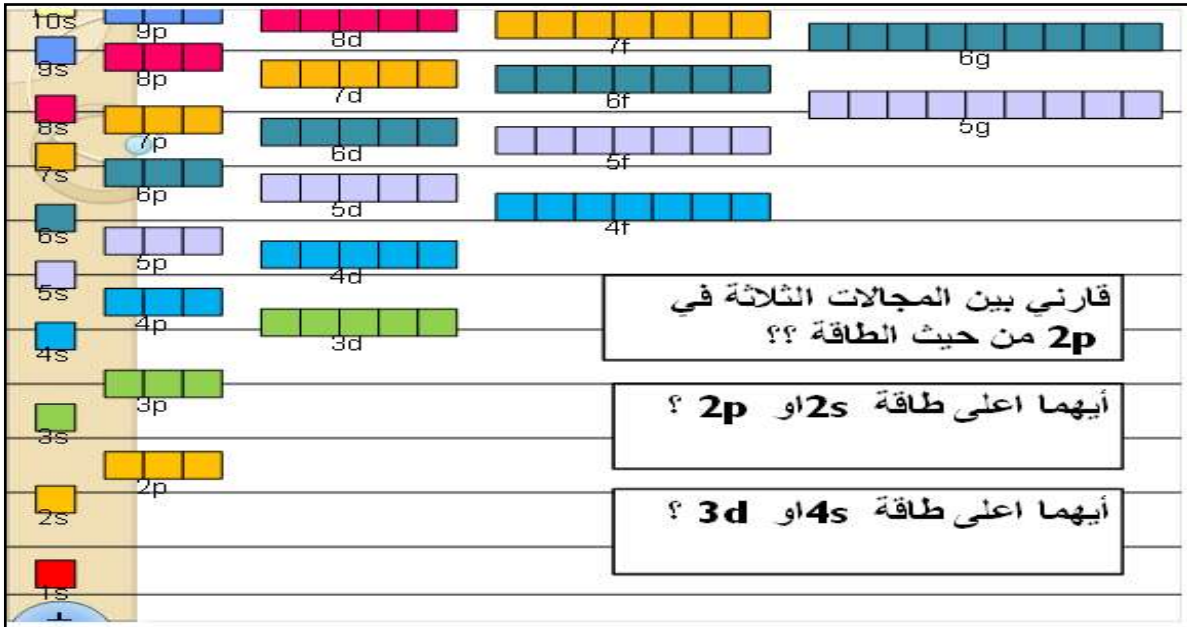 10s 9p 8d 7f 6g
9s 8p 7d 6f 5g
8s 7p 6d 5f
7s 6p 5d 4f
6s 5p 4d
5s 4p 3d
4s 3p
3s 2p
2s
1s
+
قارني بين المجالات الثلاثة في
2p من حيث الطاقة ؟؟
أيهما اعلى طاقة 2s او 2p ؟
أيهما اعلى طاقة 4s او 3d ؟